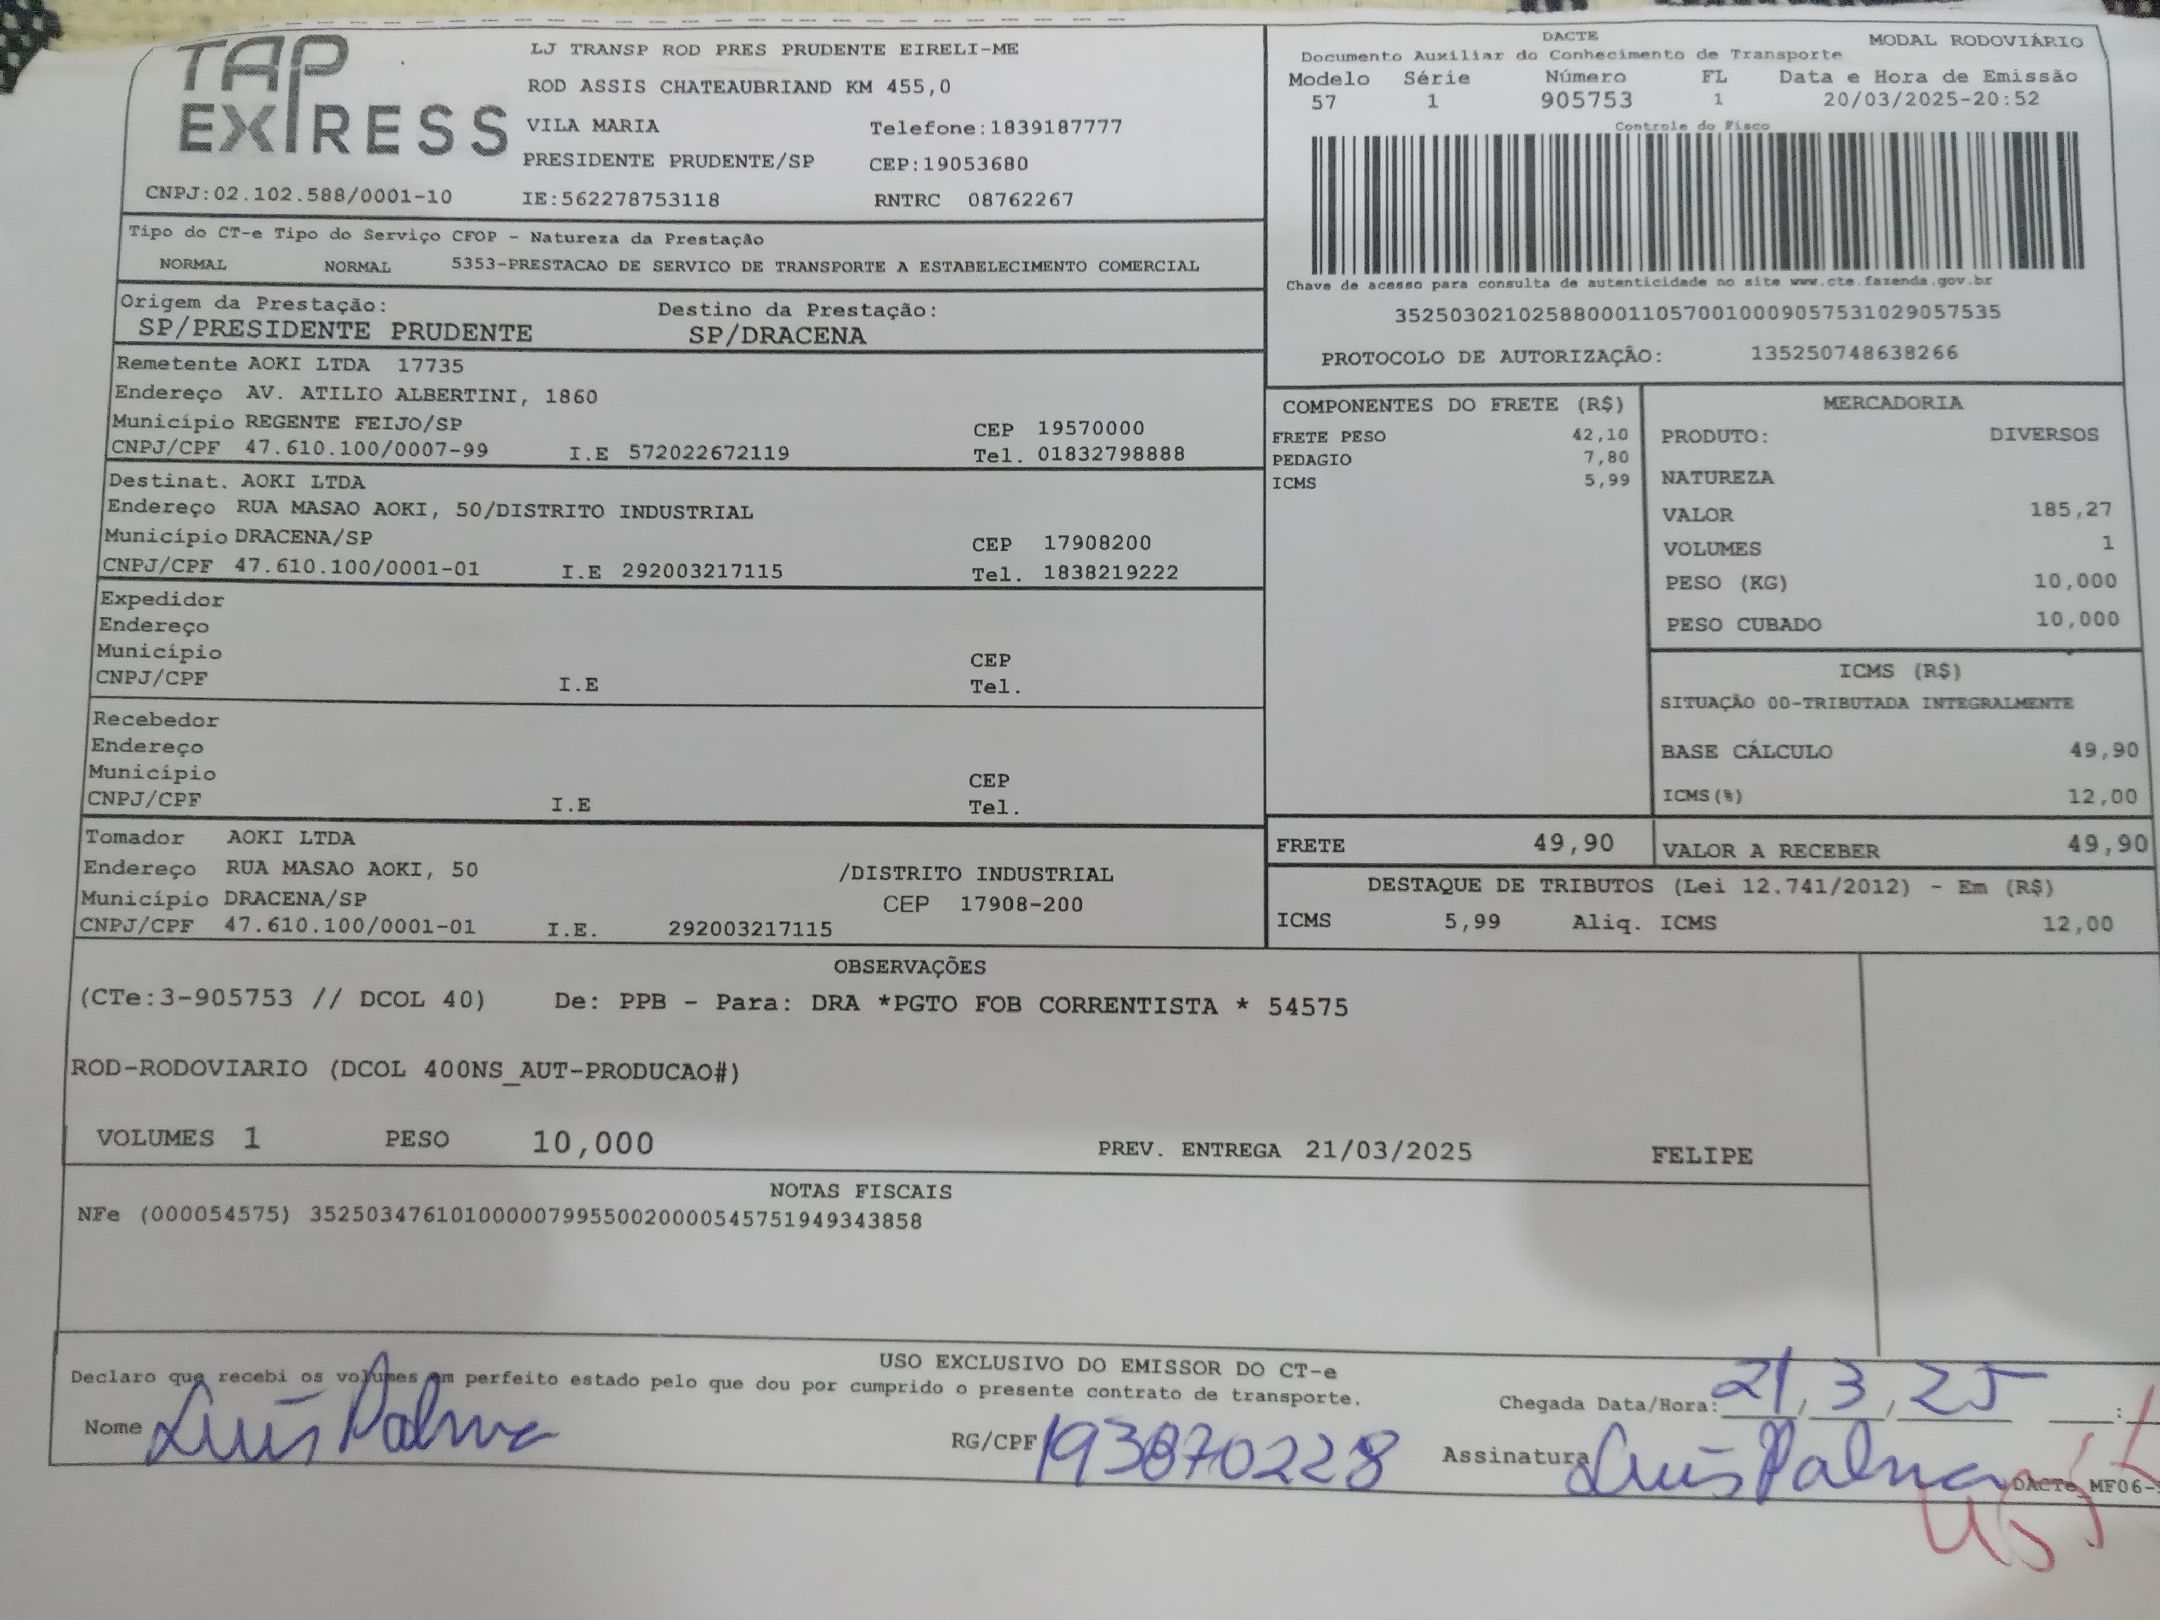 TAP EXPRESS
LJ TRANSP ROD PRES PRUDENTE EIRELI-ME
ROD ASSIS CHATEAUBRIAND KM 455,0
VILA MARIA Telefone:1839187777
PRESIDENTE PRUDENTE/SP CEP:19053680
CNPJ:02.102.588/0001-10 IE:562278753118 RNTRC 08762267
DACTE MODAL RODOVIÁRIO
Documento Auxiliar do Conhecimento de Transporte
Modelo Série Número FL Data e Hora de Emissão
57 1 905753 1 20/03/2025-20:52
Controle do Fisco
Chave de acesso para consulta de autenticidade no site www.cte.fazenda.gov.br
35250302102588000110570010009057531029057535
PROTOCOLO DE AUTORIZAÇÃO: 135250748638266
Tipo do CT-e Tipo do Serviço CFOP - Natureza da Prestação
NORMAL NORMAL 5353-PRESTACAO DE SERVICO DE TRANSPORTE A ESTABELECIMENTO COMERCIAL
Origem da Prestação: Destino da Prestação:
SP/PRESIDENTE PRUDENTE SP/DRACENA
Remetente AOKI LTDA 17735
Endereço AV. ATILIO ALBERTINI, 1860
Município REGENTE FEIJO/SP CEP 19570000
CNPJ/CPF 47.610.100/0007-99 I.E 572022672119 Tel. 01832798888
Destinat. AOKI LTDA
Endereço RUA MASAO AOKI, 50/DISTRITO INDUSTRIAL
Município DRACENA/SP CEP 17908200
CNPJ/CPF 47.610.100/0001-01 I.E 292003217115 Tel. 1838219222
Expedidor
Endereço
Município CEP
CNPJ/CPF I.E Tel.
Recebedor
Endereço
Município CEP
CNPJ/CPF I.E Tel.
Tomador AOKI LTDA
Endereço RUA MASAO AOKI, 50 /DISTRITO INDUSTRIAL
Município DRACENA/SP CEP 17908-200
CNPJ/CPF 47.610.100/0001-01 I.E. 292003217115
COMPONENTES DO FRETE (R$)
FRETE PESO 42,10
PEDAGIO 7,80
ICMS 5,99
MERCADORIA
PRODUTO: DIVERSOS
NATUREZA
VALOR 185,27
VOLUMES 1
PESO (KG) 10,000
PESO CUBADO 10,000
ICMS (R$)
SITUAÇÃO 00-TRIBUTADA INTEGRALMENTE
BASE CÁLCULO 49,90
ICMS(%) 12,00
FRETE 49,90 VALOR A RECEBER 49,90
DESTAQUE DE TRIBUTOS (Lei 12.741/2012) - Em (R$)
ICMS 5,99 Aliq. ICMS 12,00
OBSERVAÇÕES
(CTe:3-905753 // DCOL 40) De: PPB - Para: DRA *PGTO FOB CORRENTISTA * 54575
ROD-RODOVIARIO (DCOL 400NS_AUT-PRODUCAO#)
VOLUMES 1 PESO 10,000 PREV. ENTREGA 21/03/2025 FELIPE
NOTAS FISCAIS
NFe (000054575) 35250347610100000799550020000545751949343858
USO EXCLUSIVO DO EMISSOR DO CT-e
Declaro que recebi os volumes em perfeito estado pelo que dou por cumprido o presente contrato de transporte.
Chegada Data/Hora: 21, 3, 25 :
Nome Luís Palma RG/CPF 193870228 Assinatura Luís Palma
DACTe MF06-